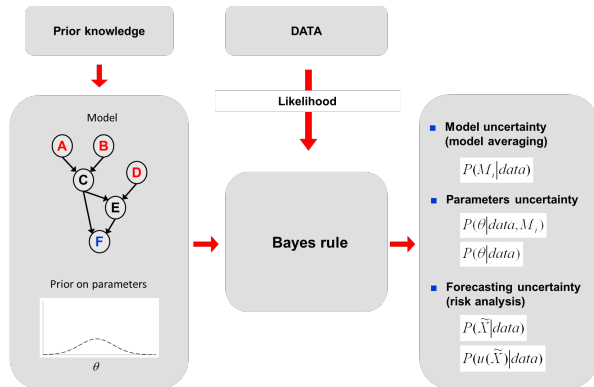 Prior knowledge
DATA
Likelihood
Model
A
B
D
C
E
F
Prior on parameters
θ
Bayes rule
Model uncertainty
(model averaging)
P(M_i|data)
Parameters uncertainty
P(θ|data, M_i)
P(θ|data)
Forecasting uncertainty
(risk analysis)
P(X̃|data)
P(u(X̃)|data)